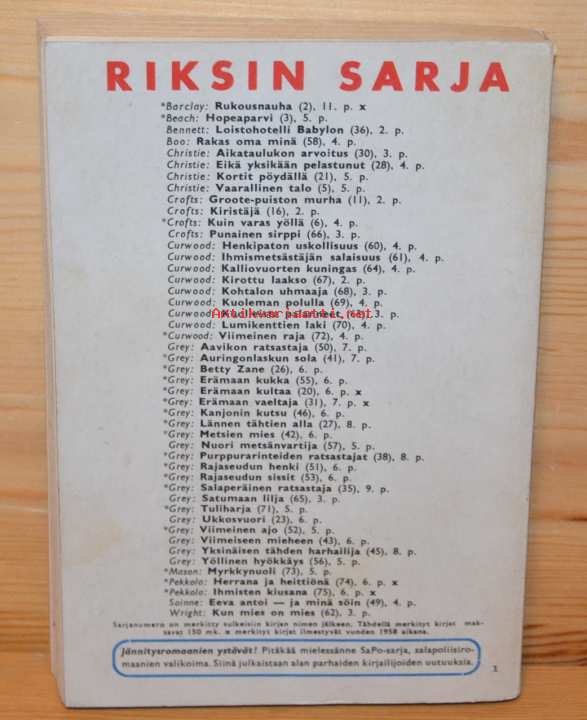 RIKSIN SARJA
*Barclay: Rukousnauha (2), 11. p. x
*Beach: Hopeaparvi (3), 5. p.
Bennett: Loistohotelli Babylon (36), 2. p.
Boo: Rakas oma minä (58), 4. p.
Christie: Aikataulukon arvoitus (30), 3. p.
Christie: Eikä yksikään pelastunut (28), 4. p.
Christie: Kortit pöydällä (21), 5. p.
Christie: Vaarallinen talo (5), 5. p.
Crofts: Groote-puiston murha (11), 2. p.
Crofts: Kiristäjä (16), 2. p.
*Crofts: Kuin varas yöllä (6), 4. p.
Crofts: Punainen sirppi (66), 3. p.
Curwood: Henkipaton uskollisuus (60), 4. p.
Curwood: Ihmismetsästäjän salaisuus (61), 4. p.
Curwood: Kalliovuorten kuningas (64), 4. p.
Curwood: Kirottu laakso (67), 2. p.
Curwood: Kohtalon uhmaaja (68), 3. p.
Curwood: Kuoleman polulla (69), 4. p.
Curwood: 3. p.
Antikvariaatti.net
Curwood: Lumikenttien laki (70), 4. p.
*Curwood: Viimeinen raja (72), 4. p.
Grey: Aavikon ratsastaja (50), 7. p.
*Grey: Auringonlaskun sola (41), 7. p.
*Grey: Betty Zane (26), 6. p.
*Grey: Erämaan kukka (55), 6. p.
*Grey: Erämaan kultaa (20), 6. p. x
*Grey: Erämaan vaeltaja (31), 7. p. x
*Grey: Kanjonin kutsu (46), 6. p.
*Grey: Lännen tähtien alla (27), 8. p.
*Grey: Metsien mies (42), 6. p.
Grey: Nuori metsänvartija (57), 5. p.
*Grey: Purppurarinteiden ratsastajat (38), 8. p.
*Grey: Rajaseudun henki (51), 6. p.
*Grey: Rajaseudun sissit (53), 6. p.
*Grey: Salaperäinen ratsastaja (35), 9. p.
Grey: Satumaan lilja (65), 3. p.
*Grey: Tuliharja (71), 5. p.
Grey: Ukkosvuori (23), 6. p.
*Grey: Viimeinen ajo (52), 5. p.
Grey: Viimeiseen mieheen (43), 6. p.
Grey: Yksinäisen tähden harhailija (45), 8. p.
Grey: Yöllinen hyökkäys (56), 5. p.
*Mason: Myrkkynuoli (73), 5. p.
*Pekkola: Herrana ja heittiönä (74), 6. p. x
*Pekkola: Ihmisten kiusana (75), 6. p. x
Soinne: Eeva antoi — ja minä söin (49), 4. p.
Wright: Kun mies on mies (62), 3. p.
Sarjanumero on merkitty sulkeisiin kirjan nimen jälkeen. Tähdellä merkityt kirjat mak-
savat 150 mk. x merkityt kirjat ilmestyvät vuoden 1958 aikana.
Jännitysromaanien ystävät! Pitäkää mielessänne SaPo-sarja, salapoliisiro-
maanien valikoima. Siinä julkaistaan alan parhaiden kirjailijoiden uutuuksia.
1